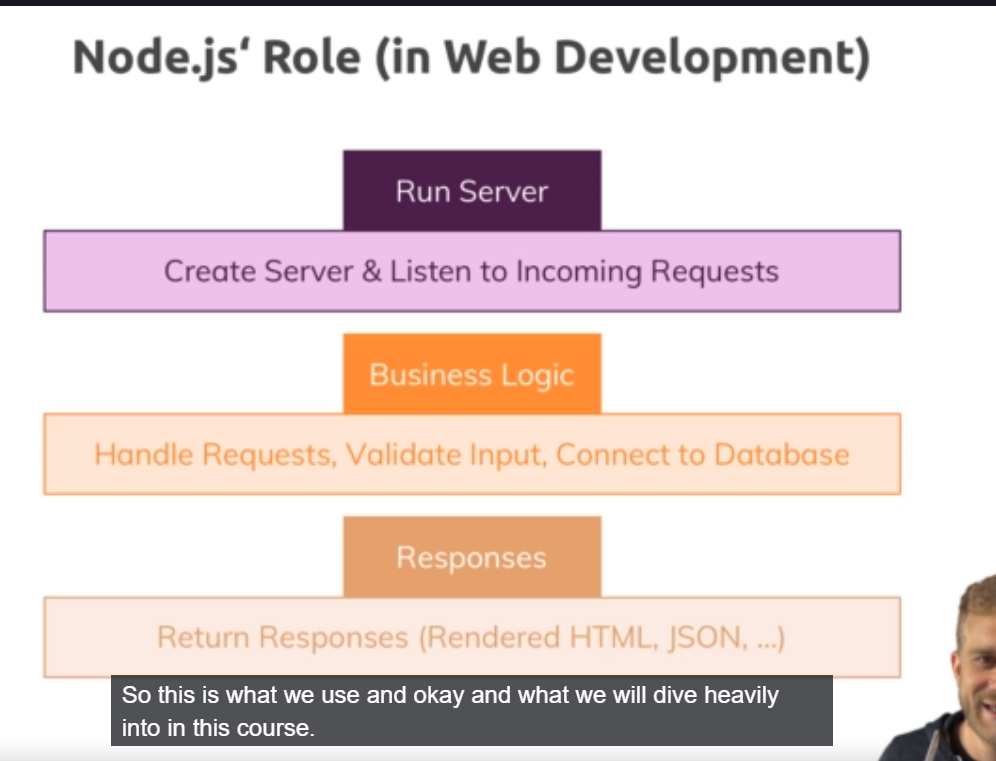 Node.js‘ Role (in Web Development)
Run Server
Create Server & Listen to Incoming Requests
Business Logic
Handle Requests, Validate Input, Connect to Database
Responses
Return Responses (Rendered HTML, JSON, ...)
So this is what we use and okay and what we will dive heavily
into in this course.